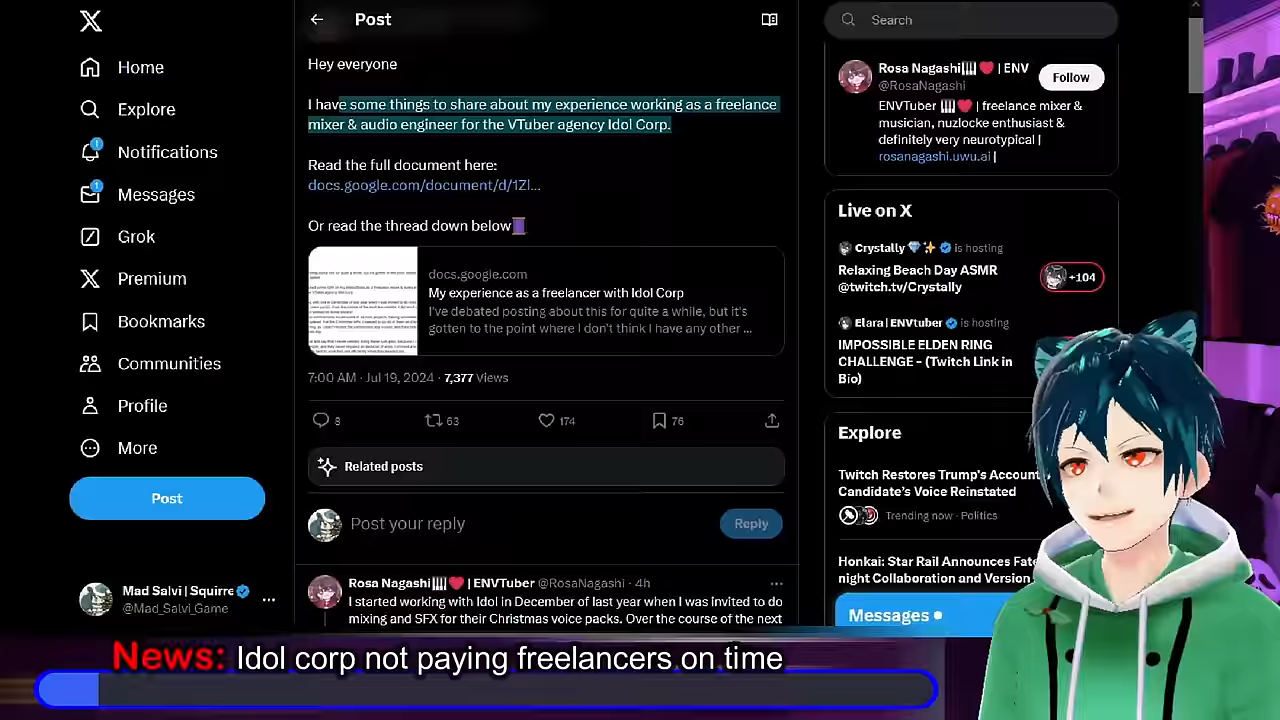 Home
Explore
Notifications
Messages
Grok
Premium
Bookmarks
Communities
Profile
More
Post
Mad Salvi | Squirre
@Mad_Salvi_Game
Post
Hey everyone
I have some things to share about my experience working as a freelance
mixer & audio engineer for the VTuber agency Idol Corp.
Read the full document here:
docs.google.com/document/d/1Zl...
Or read the thread down below
docs.google.com
My experience as a freelancer with Idol Corp
I've debated posting about this for quite a while, but it's
gotten to the point where I don't think I have any other ...
7:00 AM · Jul 19, 2024 · 7,377 Views
8 63 174 76
Related posts
Post your reply
Reply
Rosa Nagashi | ENVTuber @RosaNagashi · 4h
I started working with Idol in December of last year when I was invited to do
mixing and SFX for their Christmas voice packs. Over the course of the next
Search
Rosa Nagashi | ENV
@RosaNagashi
Follow
ENVTuber | freelance mixer &
musician, nuzlocke enthusiast &
definitely very neurotypical |
rosanagashi.uwu.ai |
Live on X
Crystally is hosting
Relaxing Beach Day ASMR
@twitch.tv/Crystally
+104
Elara | ENVtuber is hosting
IMPOSSIBLE ELDEN RING
CHALLENGE - (Twitch Link in
Bio)
Explore
Twitch Restores Trump's Account
Candidate's Voice Reinstated
Trending now · Politics
Honkai: Star Rail Announces Fate
night Collaboration and Version
Messages
News: Idol corp not paying freelancers on time